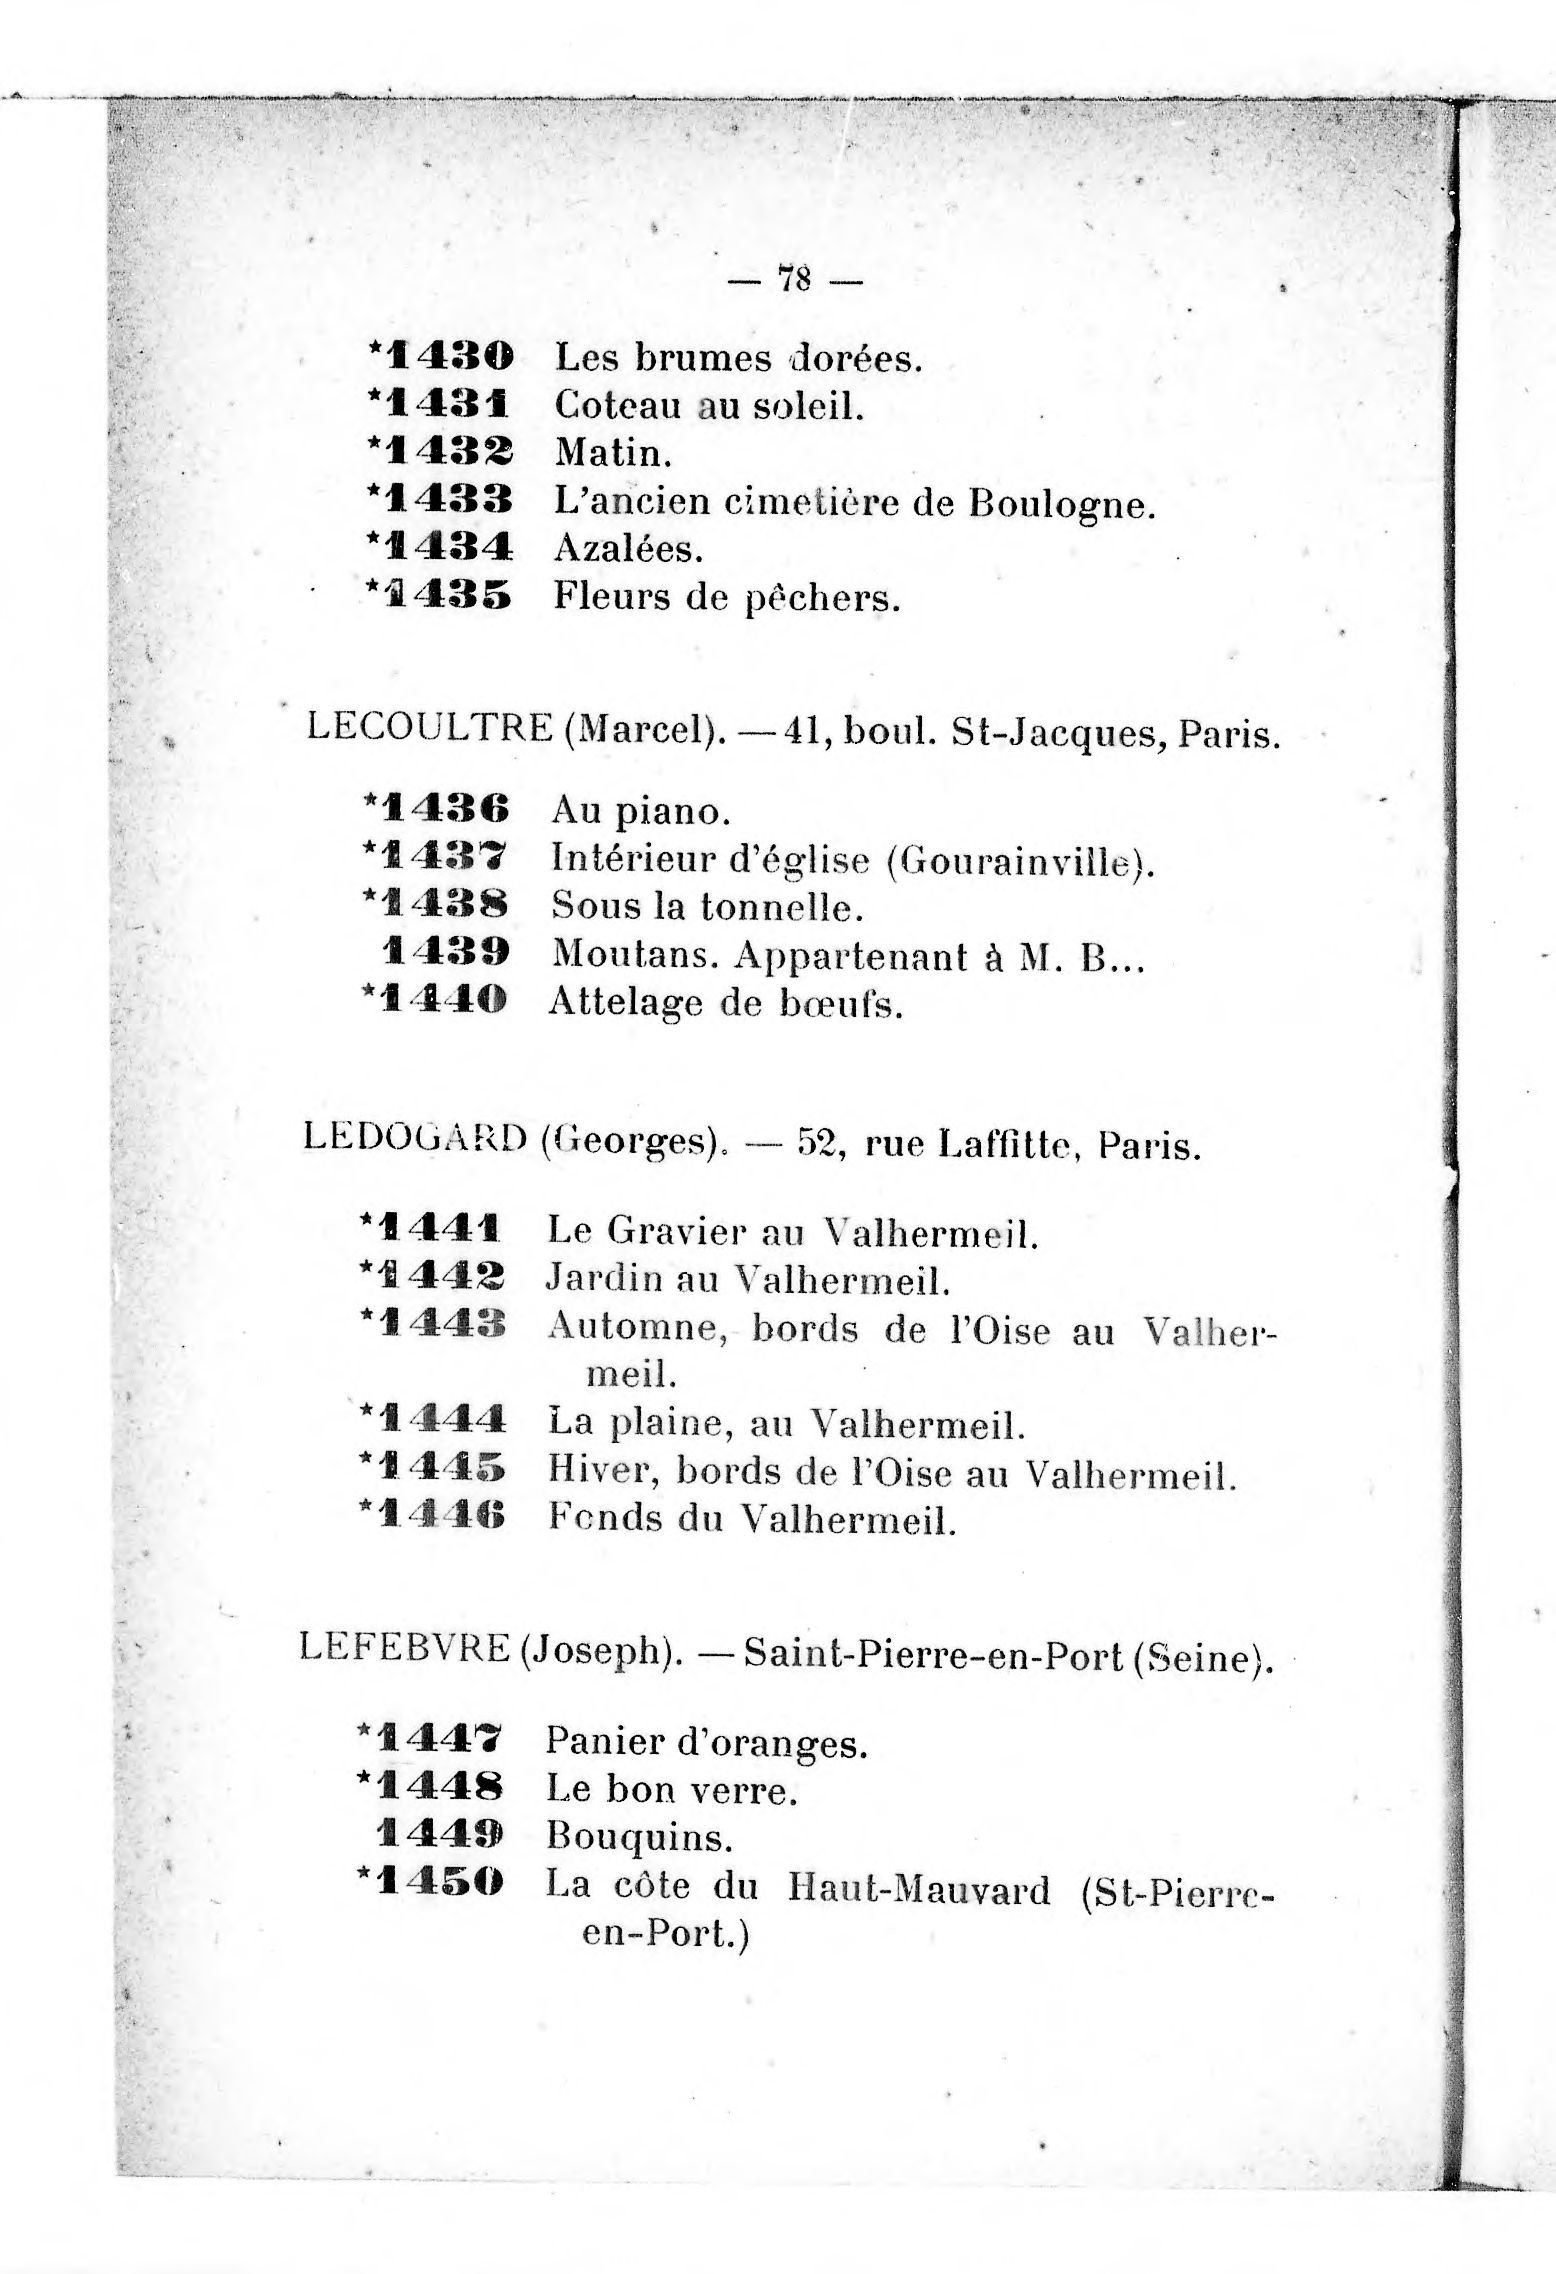 — 78 —
*1430 Les brumes dorées.
*1431 Coteau au soleil.
*1432 Matin.
*1433 L'ancien cimetière de Boulogne.
*1434 Azalées.
*1435 Fleurs de pêchers.
LECOULTRE (Marcel). — 41, boul. St-Jacques, Paris.
*1436 Au piano.
*1437 Intérieur d'église (Gourainville).
*1438 Sous la tonnelle.
1439 Moutans. Appartenant à M. B...
*1440 Attelage de bœufs.
LEDOGARD (Georges). — 52, rue Laffitte, Paris.
*1441 Le Gravier au Valhermeil.
*1442 Jardin au Valhermeil.
*1443 Automne, bords de l'Oise au Valher-
meil.
*1444 La plaine, au Valhermeil.
*1445 Hiver, bords de l'Oise au Valhermeil.
*1446 Fonds du Valhermeil.
LEFEBVRE (Joseph). — Saint-Pierre-en-Port (Seine).
*1447 Panier d'oranges.
*1448 Le bon verre.
1449 Bouquins.
*1450 La côte du Haut-Mauvard (St-Pierre-
en-Port.)